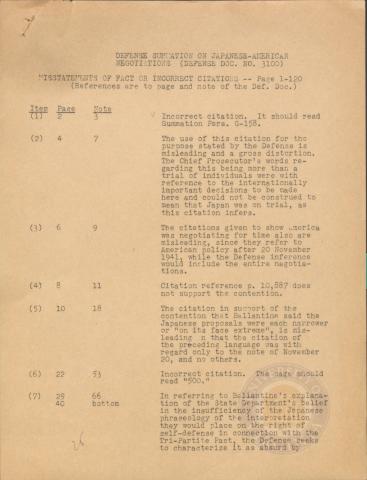 DEFENSE SUMMATION ON JAPANESE-AMERICAN
NEGOTIATIONS (DEFENSE DOC. NO. 3100)
MISSTATEMENTS OF FACT OR INCORRECT CITATIONS -- Page 1-120
(References are to page and note of the Def. Doc.)
Item Page Note
(1) 2 3 Incorrect citation. It should read
Summation Para. G-158.
(2) 4 7 The use of this citation for the
purpose stated by the Defense is
misleading and a gross distortion.
The Chief Prosecutor's words re-
garding this being more than a
trial of individuals were with
reference to the internationally
important decisions to be made
here and could not be construed to
mean that Japan was on trial, as
this citation infers.
(3) 6 9 The citations given to show America
was negotiating for time also are
misleading, since they refer to
American policy after 20 November
1941, while the Defense inference
would include the entire negotia-
tions.
(4) 8 11 Citation reference p. 10,887 does
not support the contention.
(5) 10 18 The citation in support of the
contention that Ballantine said the
Japanese proposals were each narrower
or "on its face extreme", is mis-
leading in that the citation of
the preceding language was with
regard only to the note of November
20, and no others.
(6) 22 53 Incorrect citation. The page should
read "500."
(7) 29 66 In referring to Ballantine's explana-
40 bottom tion of the State Department's belief
in the insufficiency of the Japanese
phraseology of the interpretation
they would place on the right of
self-defense in connection with the
Tri-Partite Pact, the Defense seeks
to characterize it as absurd by